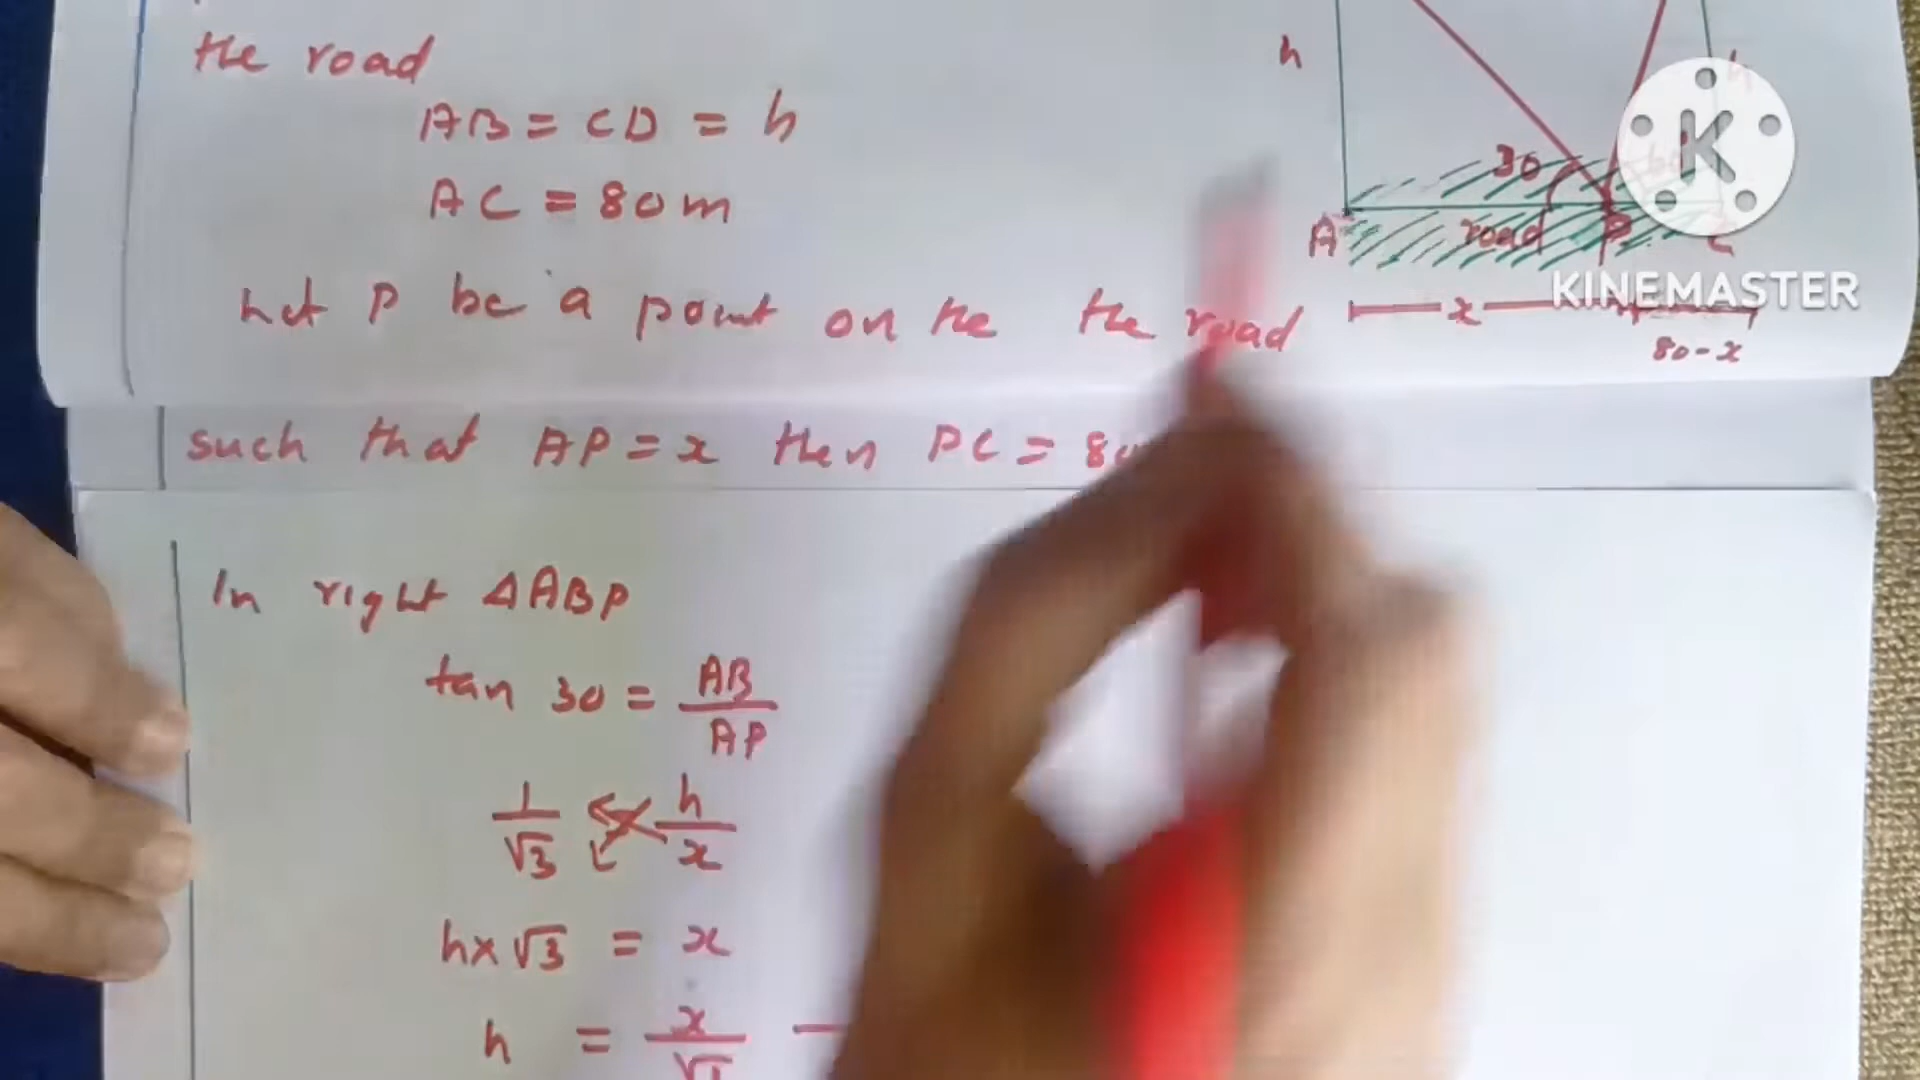 the road
AB = CD = h
AC = 80 m
Let P be a point on the the road
such that AP = x then PC = 80
In right ΔABP
tan 30 = AB/AP
1/√3 h/x
h×√3 = x
h = x/√3
h
30
A
road
P
C
x
80-x
K
KINEMASTER